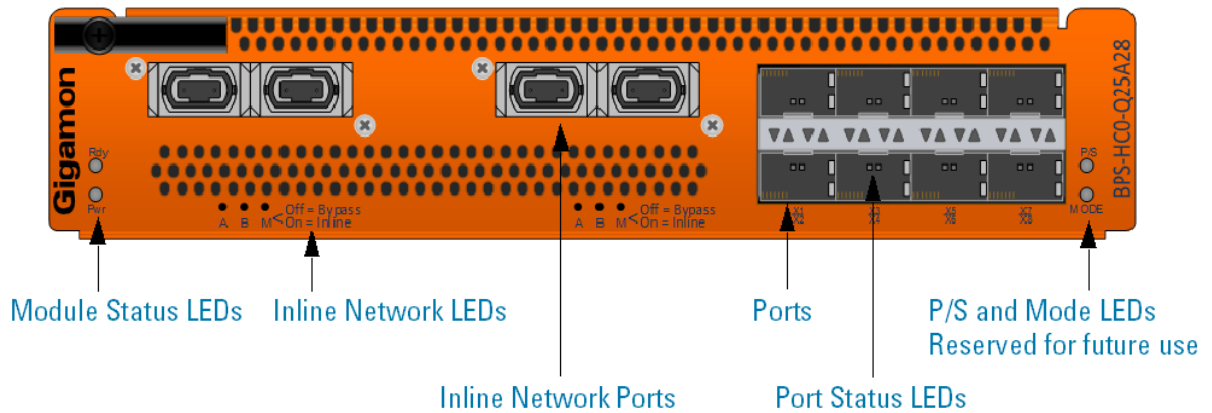 Gigamon
BPS-HC0-Q25A28
Rdy
Pwr
P/S
MODE
A B M < Off = Bypass
On = Inline
A B M < Off = Bypass
On = Inline
Module Status LEDs
Inline Network LEDs
Ports
P/S and Mode LEDs
Reserved for future use
Inline Network Ports
Port Status LEDs